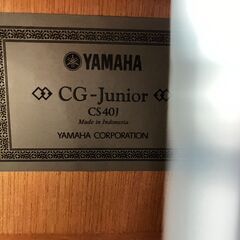 YAMAHA
CG-Junior
CS40J
Made in Indonesia
YAMAHA CORPORATION